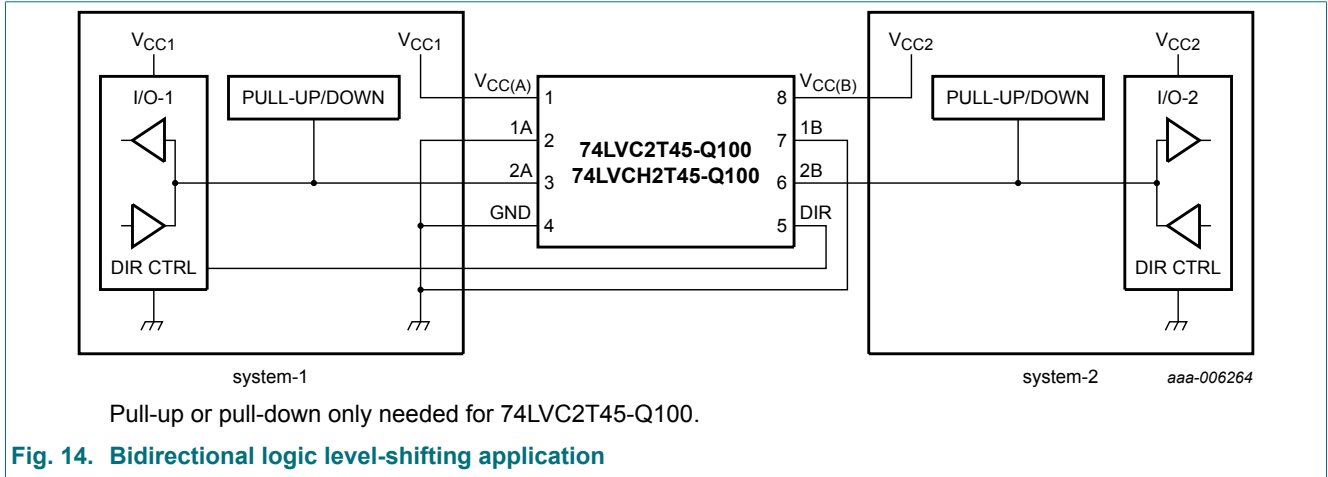 VCC1
VCC1
VCC2
VCC2
I/O-1
PULL-UP/DOWN
VCC(A)
1
8
VCC(B)
PULL-UP/DOWN
I/O-2
1A
2
74LVC2T45-Q100
7
1B
2A
3
74LVCH2T45-Q100
6
2B
GND
4
5
DIR
DIR CTRL
DIR CTRL
system-1
system-2
aaa-006264
Pull-up or pull-down only needed for 74LVC2T45-Q100.
Fig. 14. Bidirectional logic level-shifting application